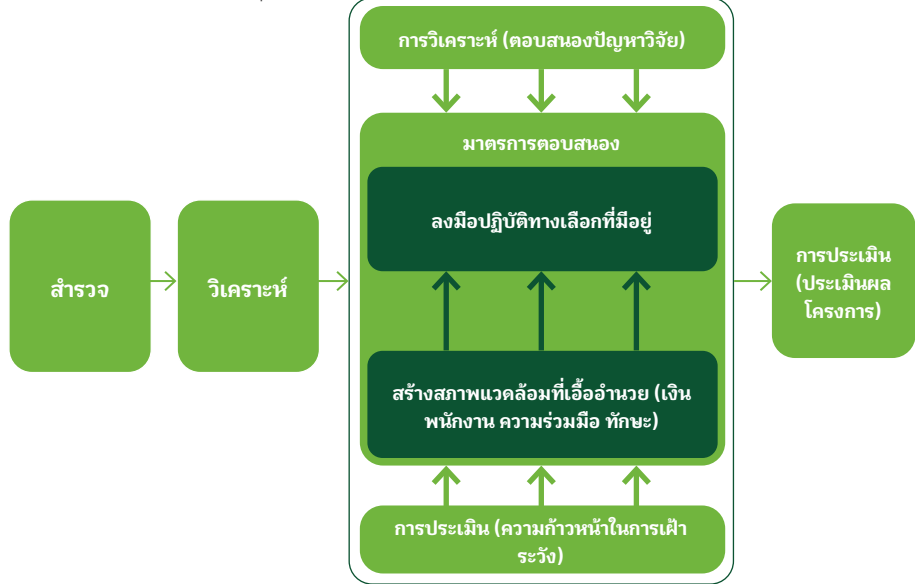 การวิเคราะห์ (ตอบสนองปัญหาวิจัย)
มาตรการตอบสนอง
ลงมือปฏิบัติทางเลือกที่มีอยู่
สำรวจ
วิเคราะห์
การประเมิน
(ประเมินผล
โครงการ)
สร้างสภาพแวดล้อมที่เอื้ออำนวย (เงิน
พนักงาน ความร่วมมือ ทักษะ)
การประเมิน (ความก้าวหน้าในการเฝ้า
ระวัง)